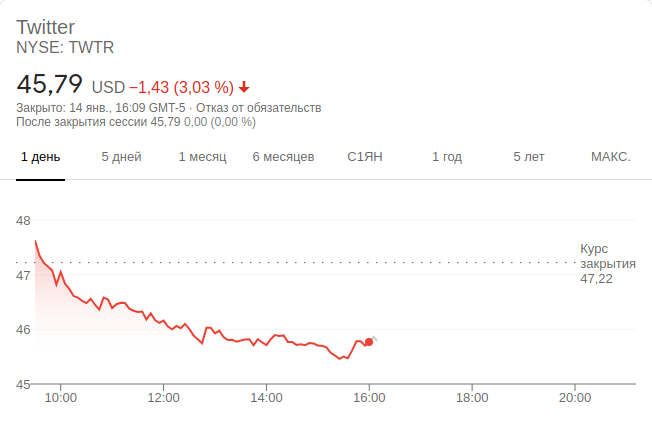 Twitter
NYSE: TWTR
45,79 USD −1,43 (3,03 %)
Закрыто: 14 янв., 16:09 GMT-5 · Отказ от обязательств
После закрытия сессии 45,79 0,00 (0,00 %)
1 день 5 дней 1 месяц 6 месяцев С1ЯН 1 год 5 лет МАКС.
48
Курс
закрытия
47,22
47
46
45
10:00 12:00 14:00 16:00 18:00 20:00